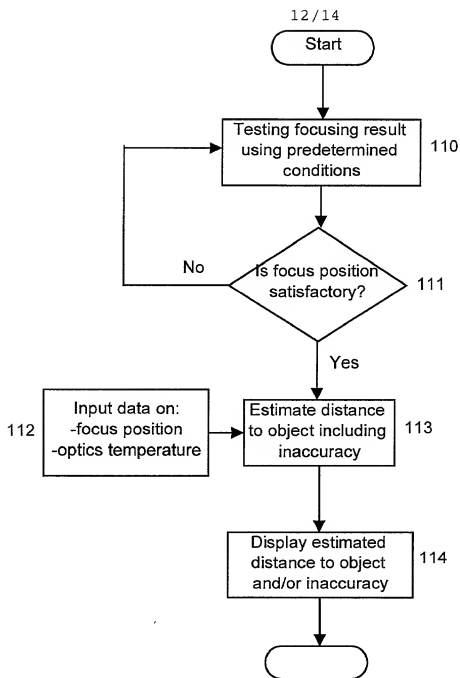 12/14
Start
Testing focusing result
using predetermined
conditions
110
Is focus position
satisfactory?
111
No
Yes
112
Input data on:
-focus position
-optics temperature
Estimate distance
to object including
inaccuracy
113
Display estimated
distance to object
and/or inaccuracy
114